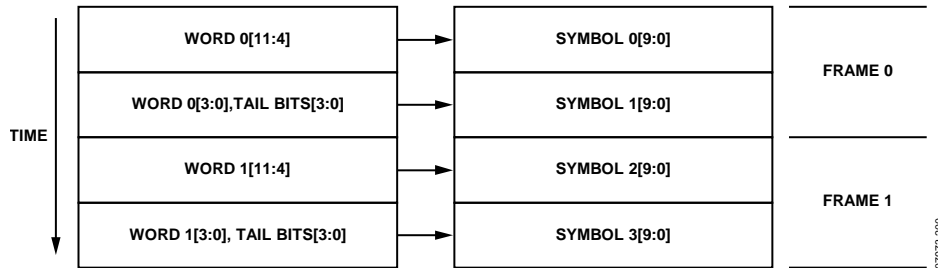 WORD 0[11:4]
SYMBOL 0[9:0]
FRAME 0
WORD 0[3:0],TAIL BITS[3:0]
SYMBOL 1[9:0]
TIME
WORD 1[11:4]
SYMBOL 2[9:0]
FRAME 1
WORD 1[3:0], TAIL BITS[3:0]
SYMBOL 3[9:0]